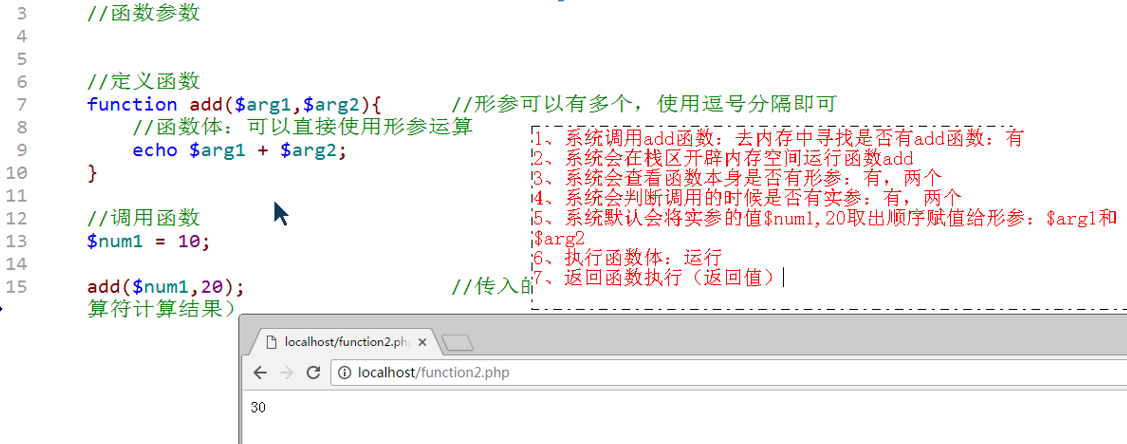 3 //函数参数
4
5
6 //定义函数
7 function add($arg1,$arg2){ //形参可以有多个，使用逗号分隔即可
8 //函数体：可以直接使用形参运算
9 echo $arg1 + $arg2;
10 }
11
12 //调用函数
13 $num1 = 10;
14
15 add($num1,20); //传入的
算符计算结果）
1、系统调用add函数：去内存中寻找是否有add函数：有
2、系统会在栈区开辟内存空间运行函数add
3、系统会查看函数本身是否有形参：有，两个
4、系统会判断调用的时候是否有实参：有，两个
5、系统默认会将实参的值$num1,20取出顺序赋值给形参：$arg1和
$arg2
6、执行函数体：运行
7、返回函数执行（返回值）
localhost/function2.php
localhost/function2.php
30